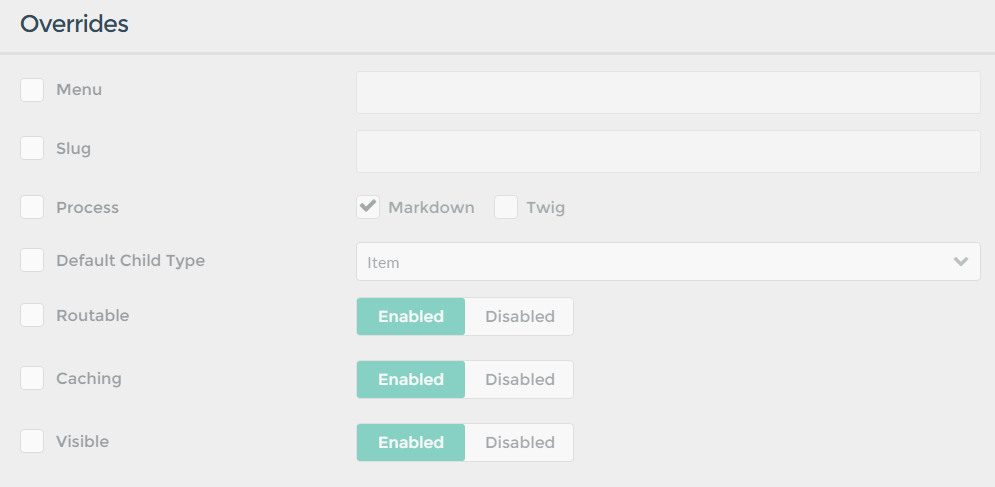 Overrides
Menu
Slug
Process Markdown Twig
Default Child Type Item
Routable Enabled Disabled
Caching Enabled Disabled
Visible Enabled Disabled